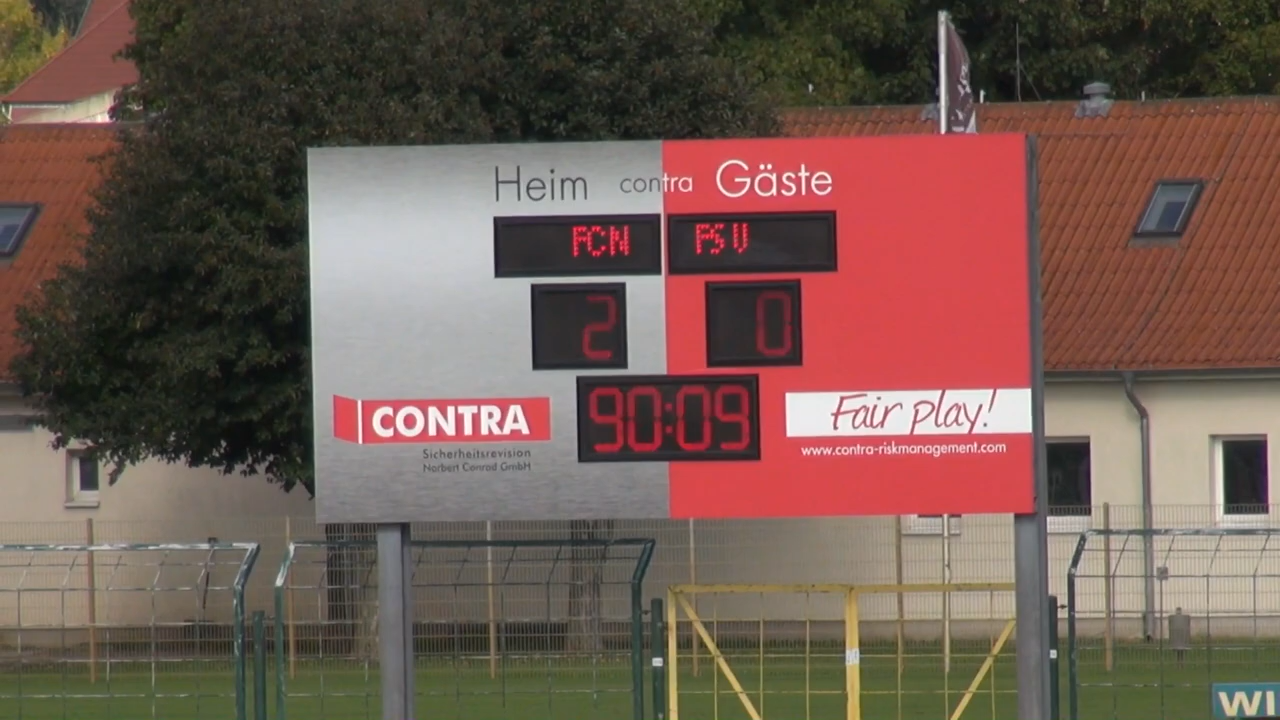 Heim contra Gäste
FCN FSV
2 0
90:09
CONTRA
Sicherheitsrevision
Norbert Conrad GmbH
Fair play!
www.contra-riskmanagement.com
WI